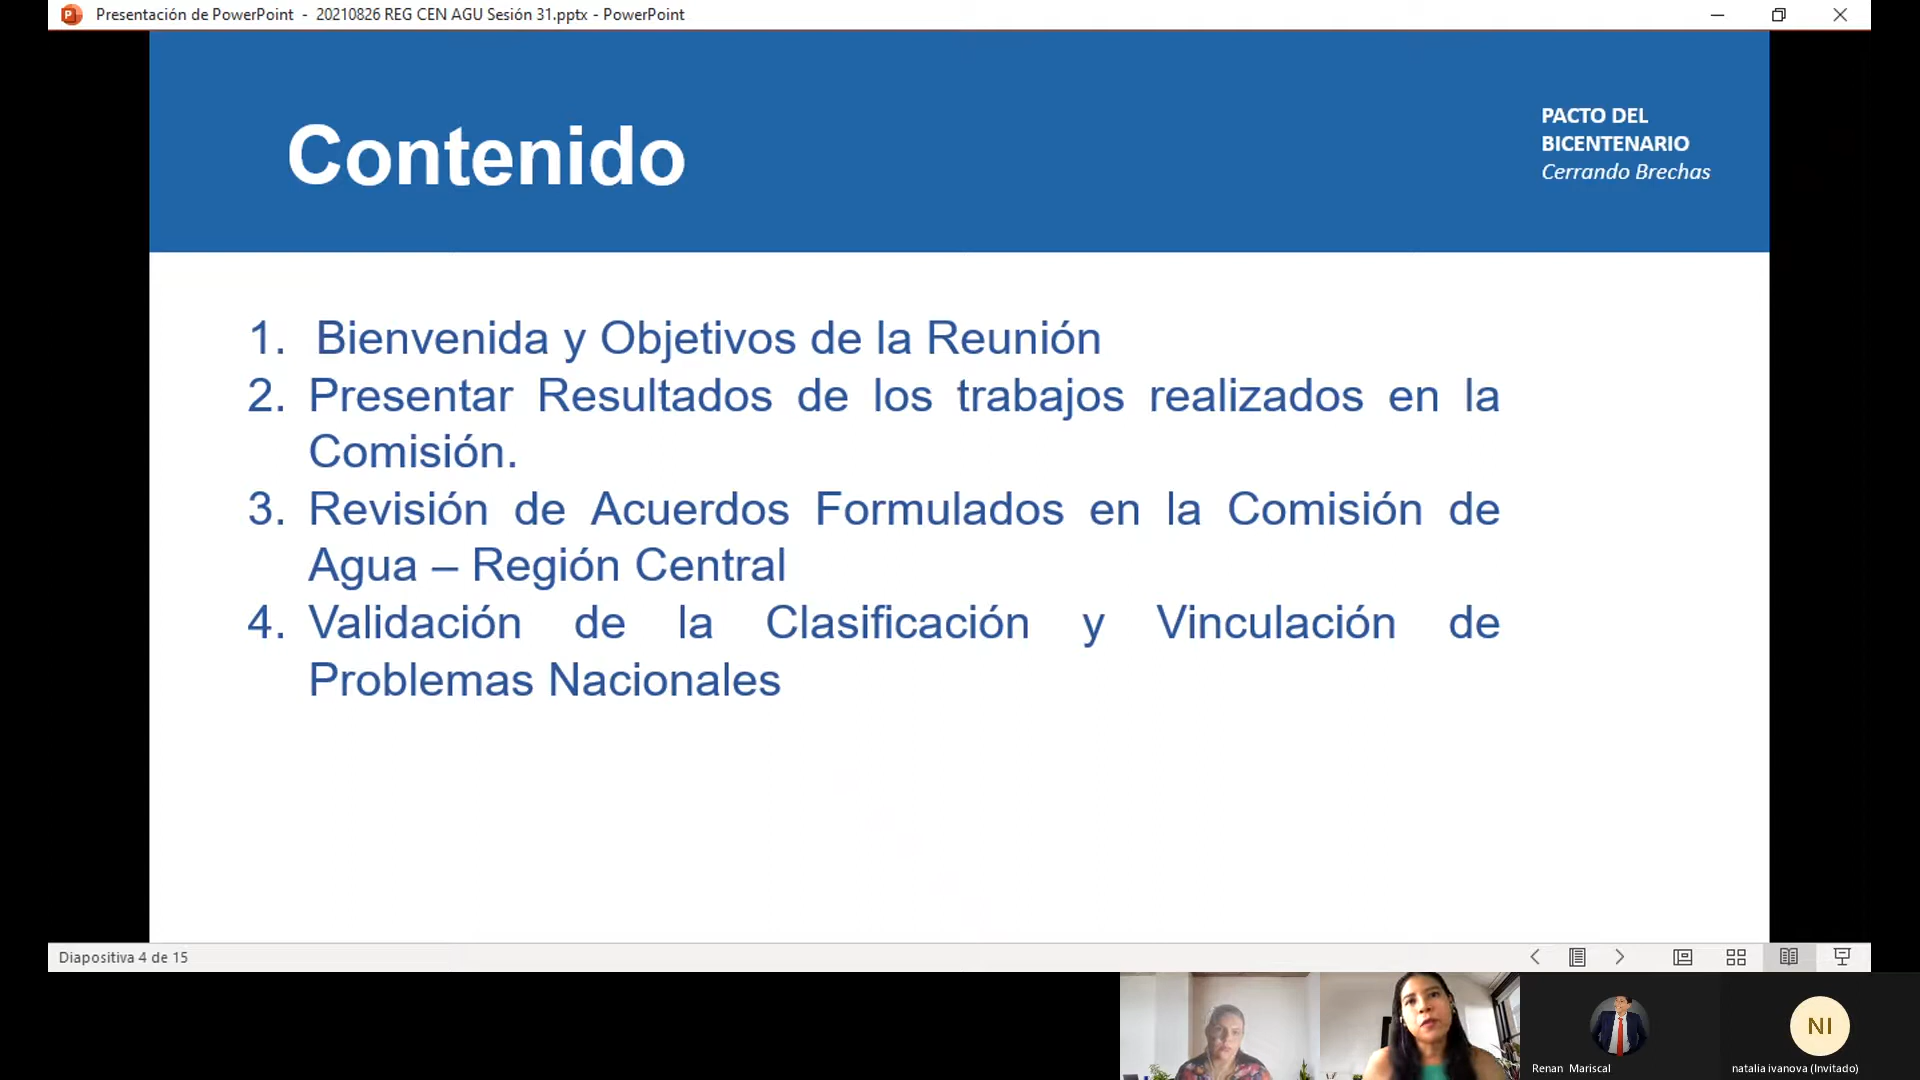 Presentación de PowerPoint - 20210826 REG CEN AGU Sesión 31.pptx - PowerPoint
Contenido
PACTO DEL
BICENTENARIO
Cerrando Brechas
1. Bienvenida y Objetivos de la Reunión
2. Presentar Resultados de los trabajos realizados en la
Comisión.
3. Revisión de Acuerdos Formulados en la Comisión de
Agua – Región Central
4. Validación de la Clasificación y Vinculación de
Problemas Nacionales
Diapositiva 4 de 15
NI
Renan Mariscal
natalia ivanova (Invitado)